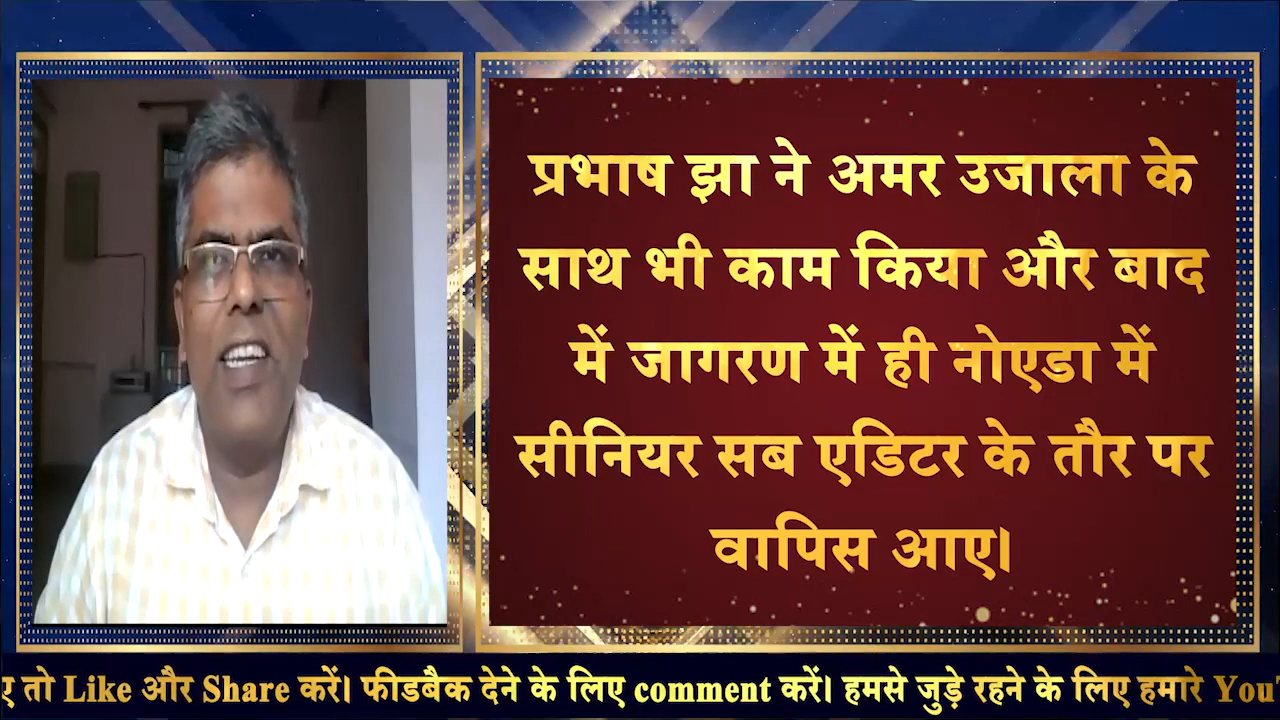 प्रभाष झा ने अमर उजाला के
साथ भी काम किया और बाद
में जागरण में ही नोएडा में
सीनियर सब एडिटर के तौर पर
वापिस आए।
तो Like और Share करें। फीडबैक देने के लिए comment करें। हमसे जुड़े रहने के लिए हमारे